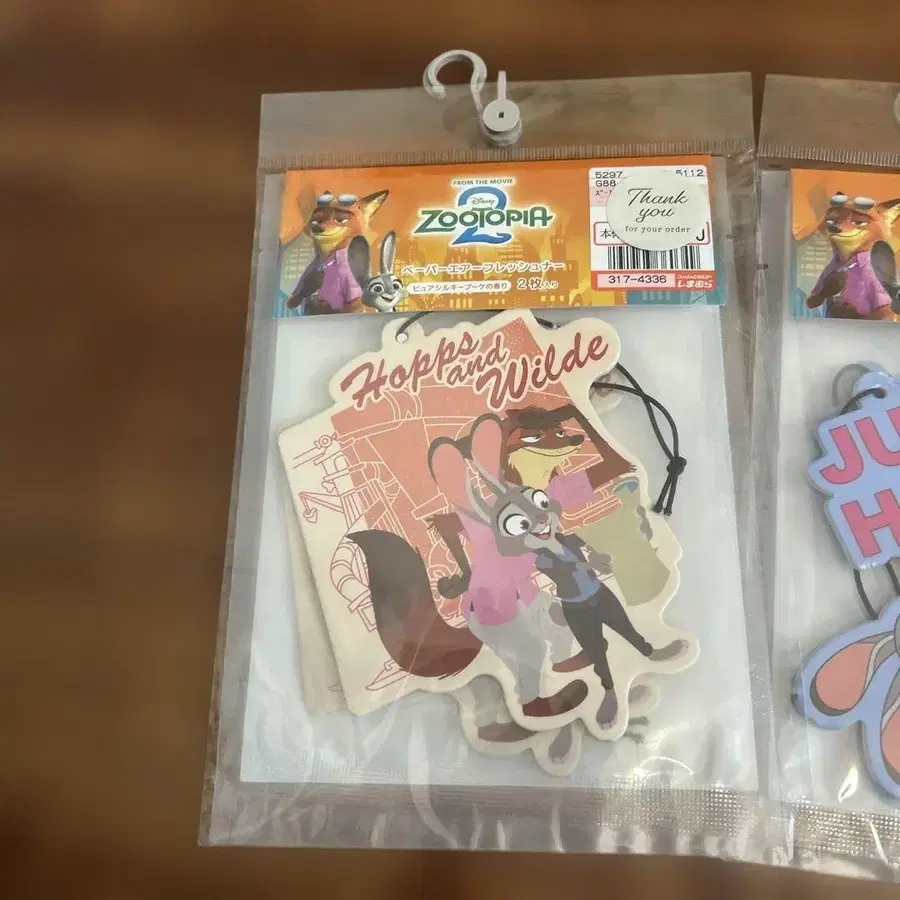 FROM THE MOVIE
Disney
ZOOTOPIA
2
ペーパーエアーフレッシュナー
ピュアシルキーブーケの香り 2枚入り
5297
5112
G88
Thank
you
for your order
J
317-4336
しまむら
Hopps
and
Wilde
JU
H